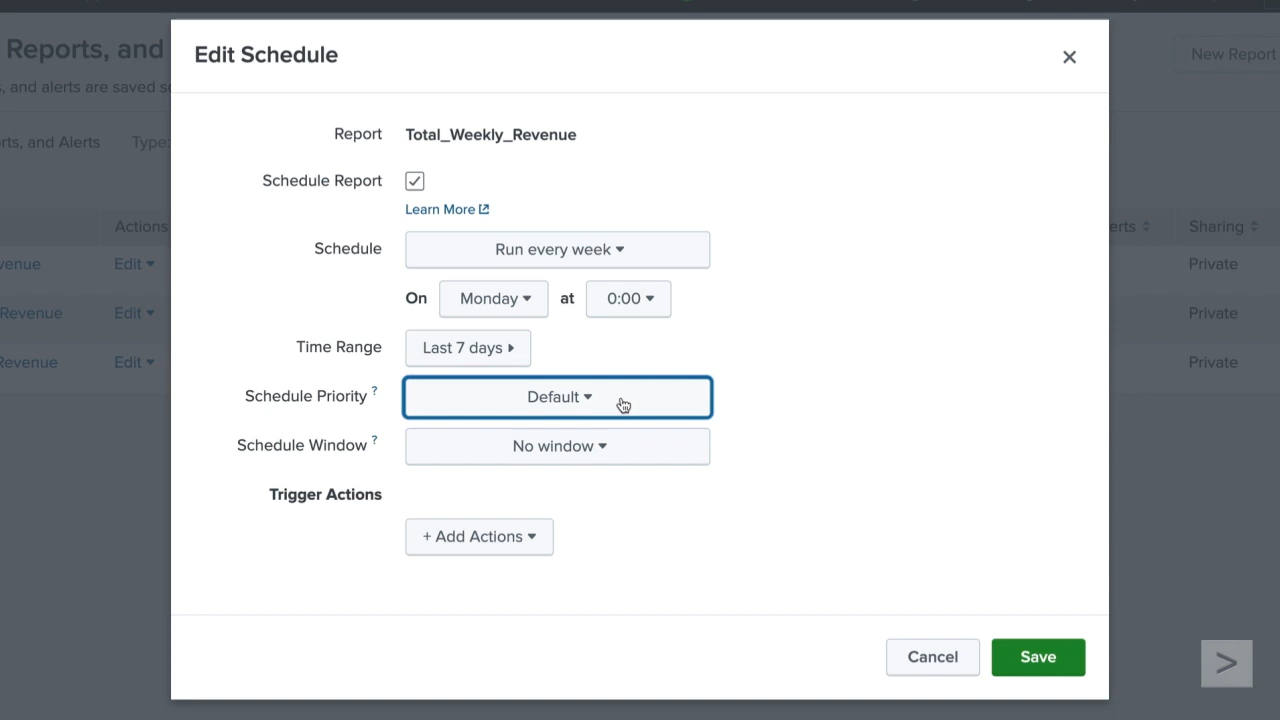 Edit Schedule
×
Reports, and
New Report
, and alerts are saved s
Report Total_Weekly_Revenue
rts, and Alerts Type:
Schedule Report
Learn More
Actions
erts Sharing
Schedule Run every week
venue Edit Private
On Monday at 0:00
Revenue Edit Private
Time Range Last 7 days
Revenue Edit Private
Schedule Priority ? Default
Schedule Window ? No window
Trigger Actions
+ Add Actions
Cancel Save
>